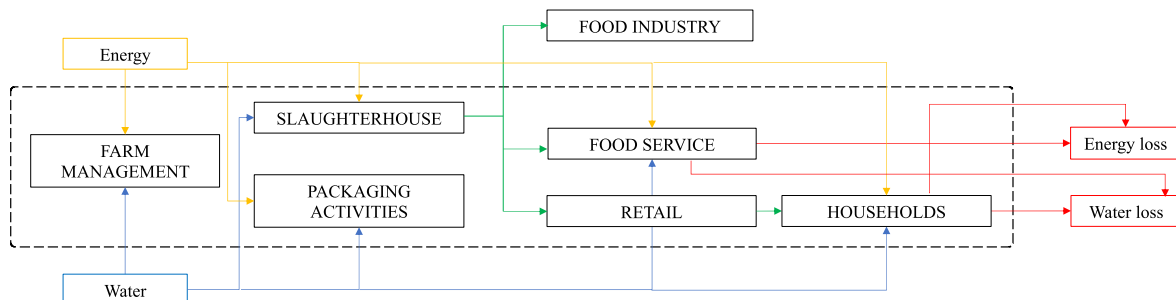 FOOD INDUSTRY
Energy
SLAUGHTERHOUSE
FARM
MANAGEMENT
FOOD SERVICE
Energy loss
PACKAGING
ACTIVITIES
RETAIL
HOUSEHOLDS
Water loss
Water